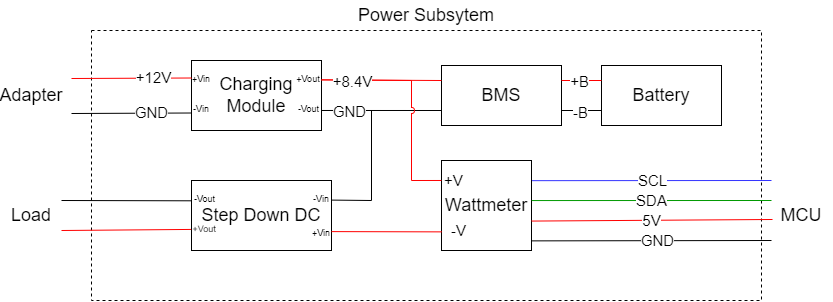 Power Subsytem
Adapter
+12V
GND
+Vin
-Vin
Charging
Module
+Vout
-Vout
+8.4V
GND
BMS
+B
-B
Battery
Load
-Vout
+Vout
Step Down DC
-Vin
+Vin
+V
Wattmeter
-V
SCL
SDA
5V
GND
MCU